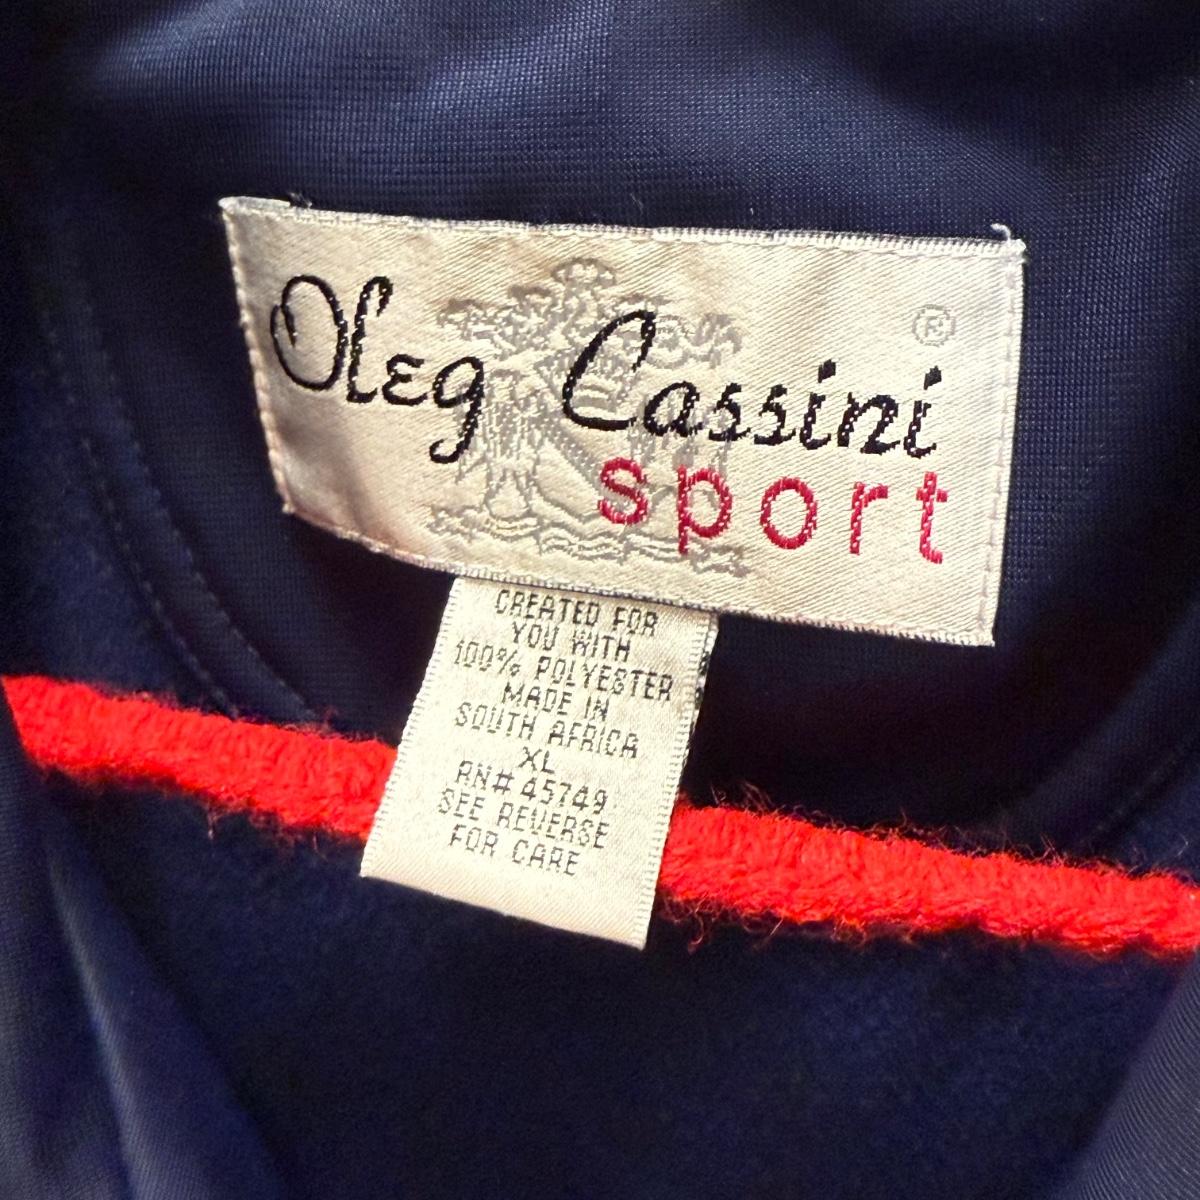 Oleg Cassini ®
sport
CREATED FOR
YOU WITH
100% POLYESTER
MADE IN
SOUTH AFRICA
XL
RN# 45749
SEE REVERSE
FOR CARE